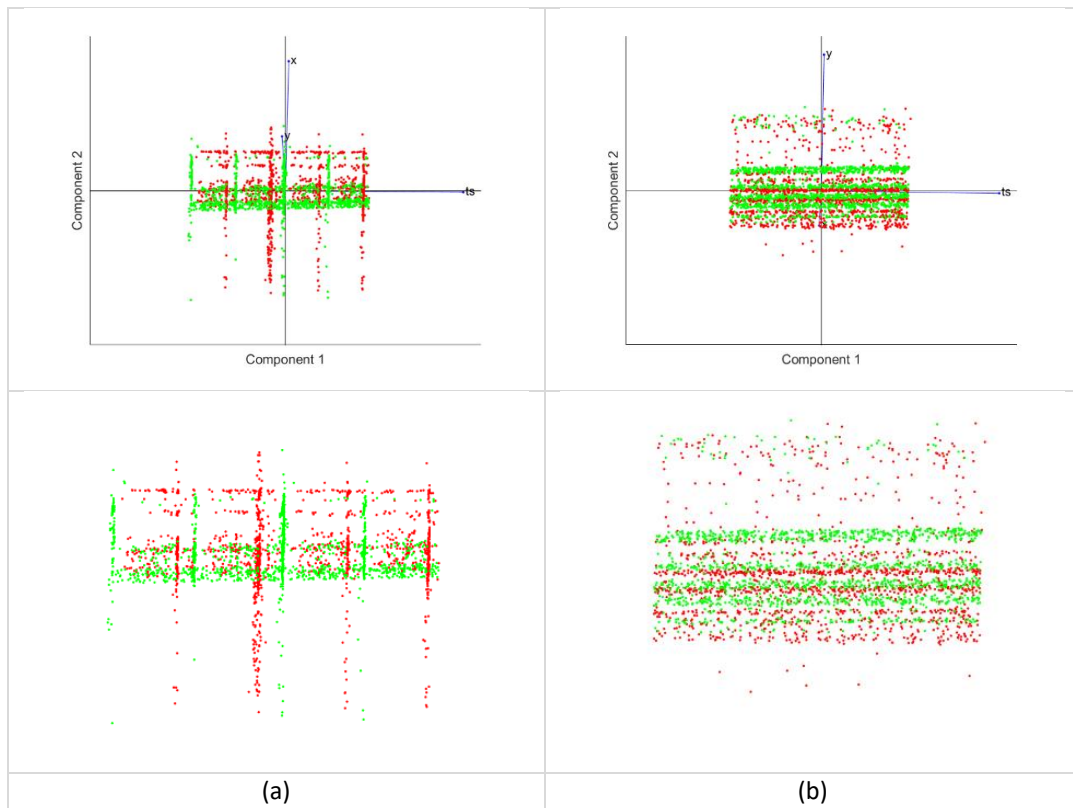 x
y
ts
Component 2
Component 1
y
ts
Component 2
Component 1
(a)
(b)